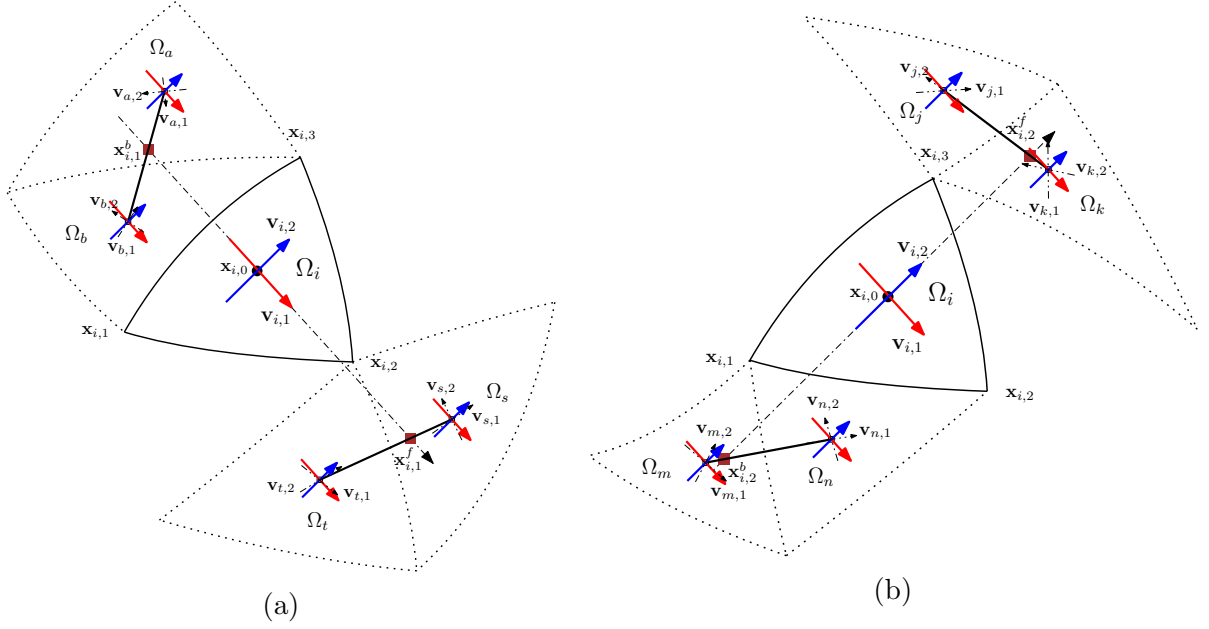 Ω_a
v_{a,2}
v_{a,1}
x^b_{i,1}
x_{i,3}
v_{b,2}
Ω_b
v_{b,1}
v_{i,2}
x_{i,0}
Ω_i
v_{i,1}
x_{i,1}
x_{i,2}
v_{s,2}
Ω_s
v_{s,1}
x^f_{i,1}
v_{t,2}
v_{t,1}
Ω_t
(a)
v_{j,2}
v_{j,1}
Ω_j
x^f_{i,2}
x_{i,3}
v_{k,2}
v_{k,1}
Ω_k
v_{i,2}
x_{i,0}
Ω_i
v_{i,1}
x_{i,1}
x_{i,2}
v_{n,2}
v_{m,2}
v_{n,1}
Ω_m
x^b_{i,2}
Ω_n
v_{m,1}
(b)